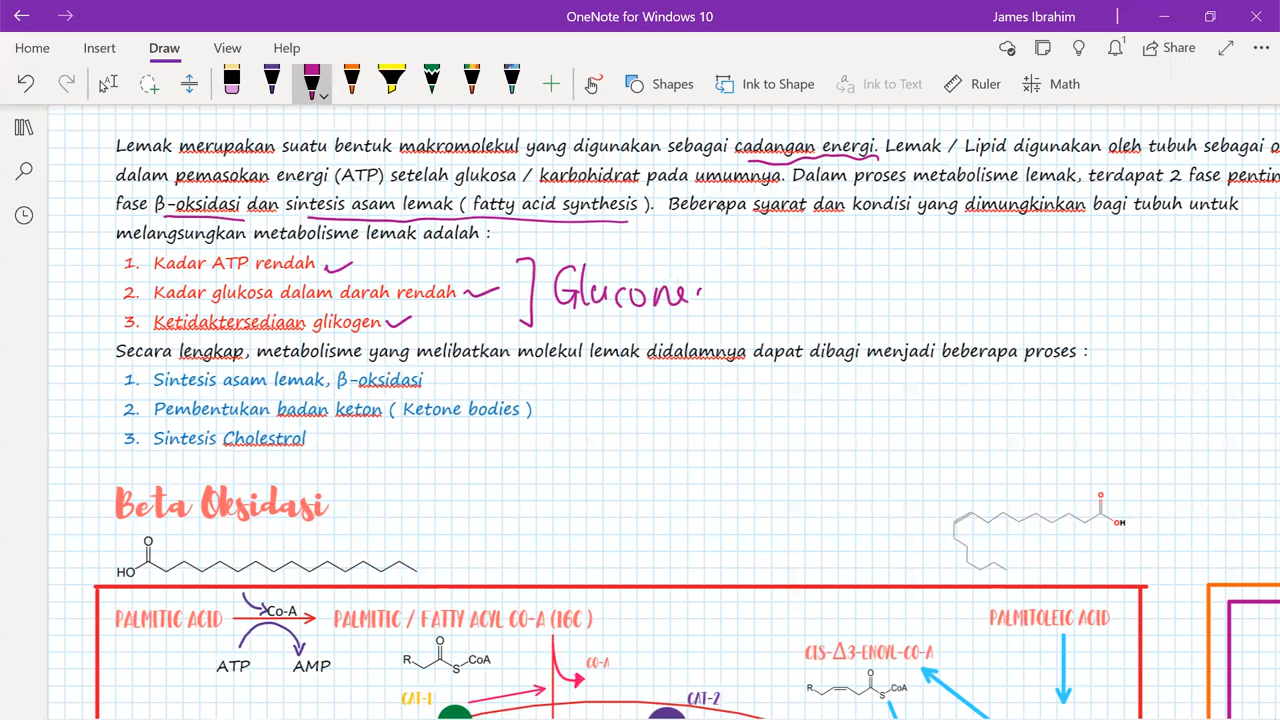 OneNote for Windows 10
James Ibrahim
Home Insert Draw View Help
1
Share
Shapes
Ink to Shape
Ink to Text
Ruler
Math
Lemak merupakan suatu bentuk makromolekul yang digunakan sebagai cadangan energi. Lemak / Lipid digunakan oleh tubuh sebagai
dalam pemasokan energi (ATP) setelah glukosa / karbohidrat pada umumnya. Dalam proses metabolisme lemak, terdapat 2 fase
fase β-oksidasi dan sintesis asam lemak ( fatty acid synthesis ). Beberapa syarat dan kondisi yang dimungkinkan bagi tubuh untuk
melangsungkan metabolisme lemak adalah :
1. Kadar ATP rendah
2. Kadar glukosa dalam darah rendah
3. Ketidaktersediaan glikogen
Glucone
Secara lengkap, metabolisme yang melibatkan molekul lemak didalamnya dapat dibagi menjadi beberapa proses :
1. Sintesis asam lemak, β-oksidasi
2. Pembentukan badan keton ( Ketone bodies )
3. Sintesis Cholestrol
Beta Oksidasi
O
HO
O
OH
PALMITIC ACID
Co-A
PALMITIC / FATTY ACYL CO-A (16C )
PALMITOLEIC ACID
ATP AMP
O
R S CoA
CO-A
CIS-Δ3-ENOYL-CO-A
O
R S CoA
CAT-1
CAT-2